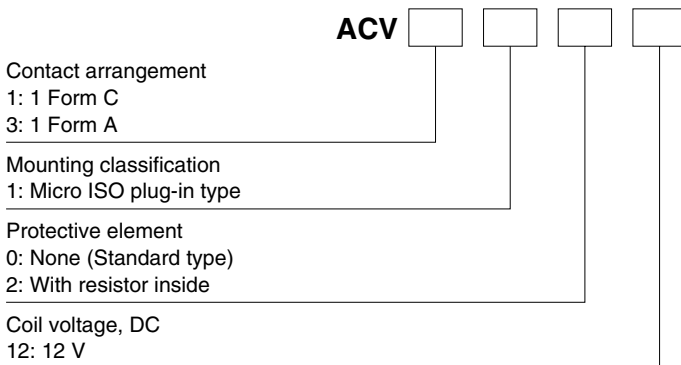 ACV
Contact arrangement
1: 1 Form C
3: 1 Form A
Mounting classification
1: Micro ISO plug-in type
Protective element
0: None (Standard type)
2: With resistor inside
Coil voltage, DC
12: 12 V